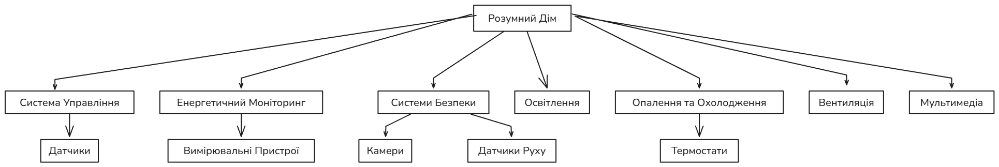 Розумний Дім
Система Управління
Енергетичний Моніторинг
Системи Безпеки
Освітлення
Опалення та Охолодження
Вентиляція
Мультимедіа
Датчики
Вимірювальні Пристрої
Камери
Датчики Руху
Термостати